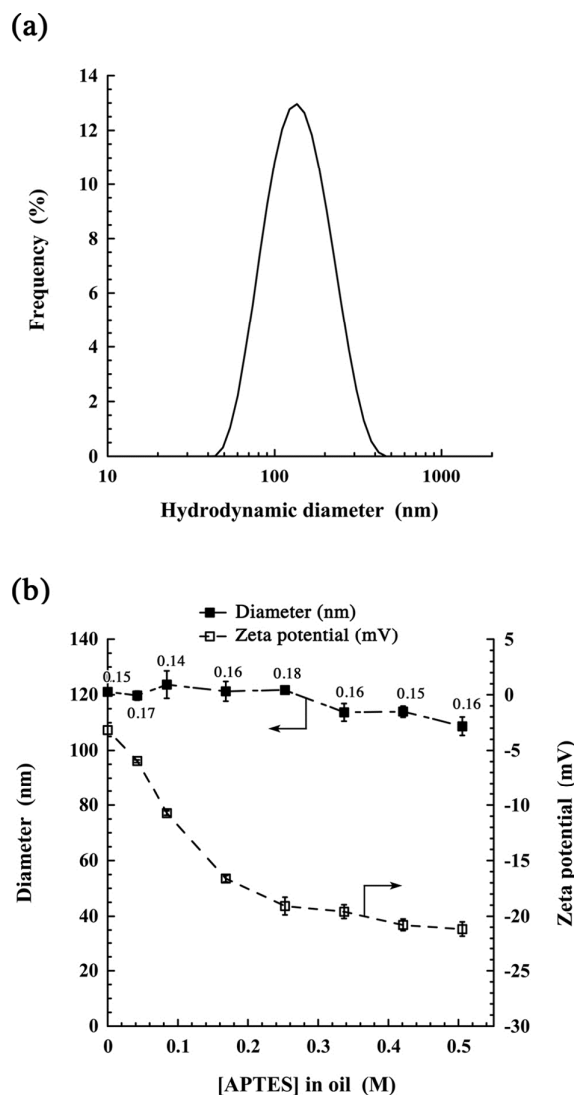 (a)
14
12
10
8
6
4
2
0
Frequency (%)
10 100 1000
Hydrodynamic diameter (nm)
(b)
Diameter (nm)
Zeta potential (mV)
140
120
100
80
60
40
20
0
Diameter (nm)
0.15
0.17
0.14
0.16
0.18
0.16
0.15
0.16
5
0
-5
-10
-15
-20
-25
-30
Zeta potential (mV)
0 0.1 0.2 0.3 0.4 0.5
[APTES] in oil (M)